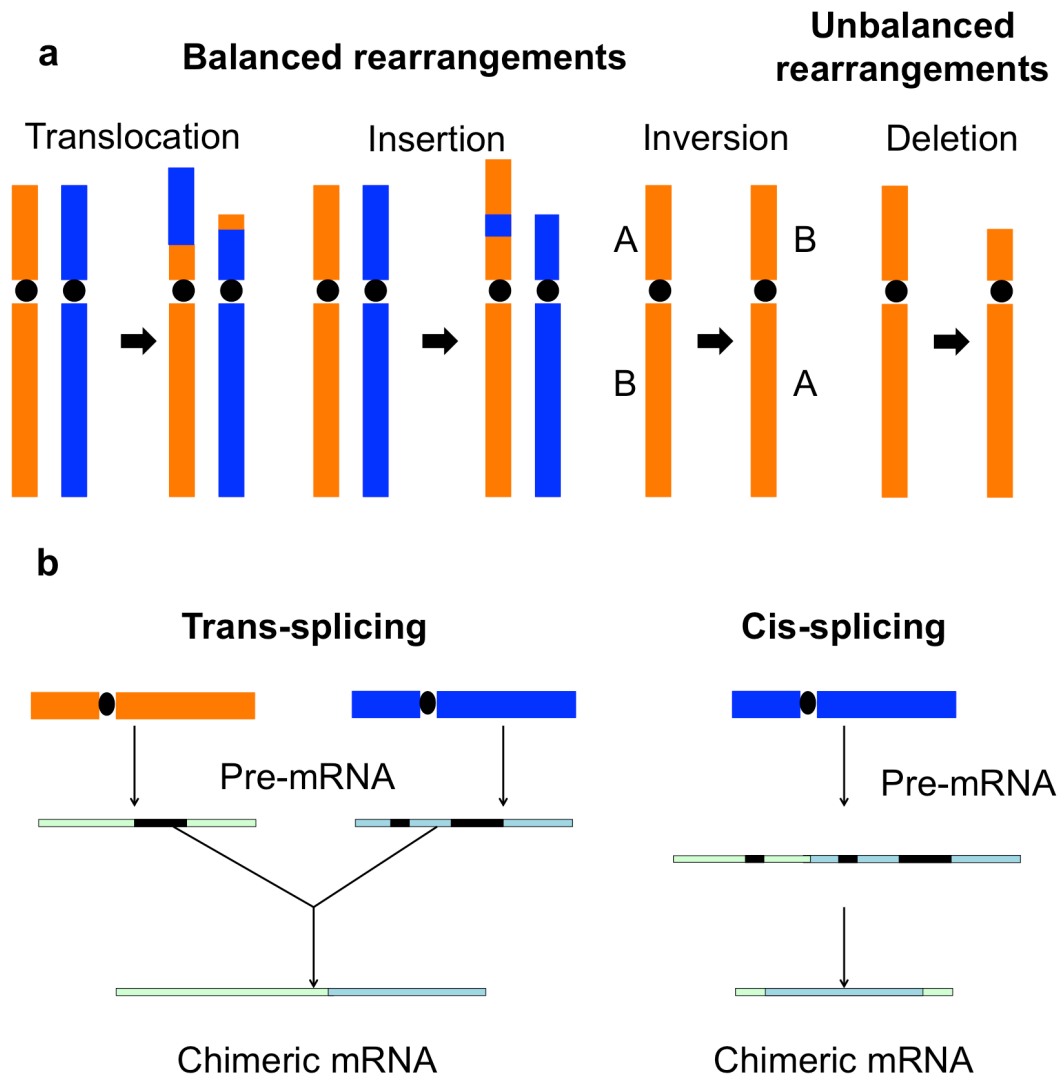 a
Balanced rearrangements
Unbalanced
rearrangements
Translocation
Insertion
Inversion
Deletion
A
B
B
A
b
Trans-splicing
Cis-splicing
Pre-mRNA
Pre-mRNA
Chimeric mRNA
Chimeric mRNA